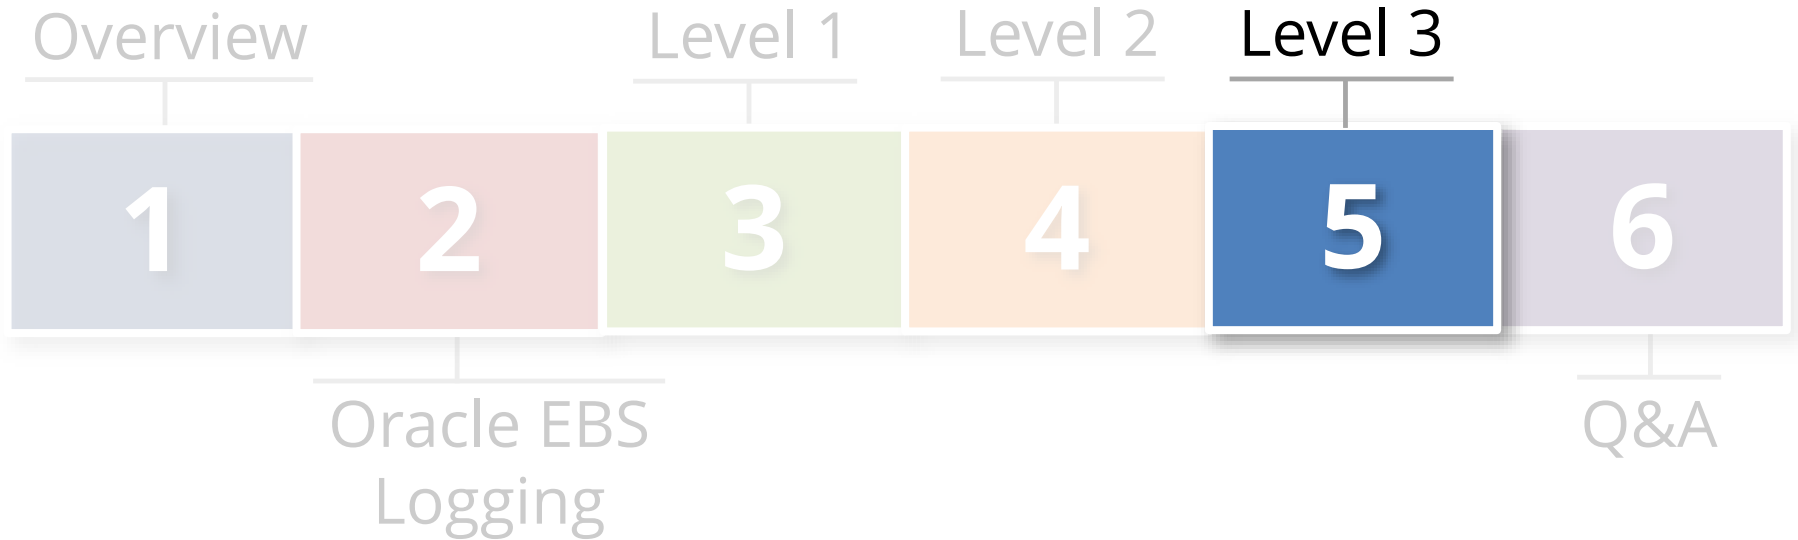 Overview
Level 1
Level 2
Level 3
1
2
3
4
5
6
Oracle EBS
Logging
Q&A